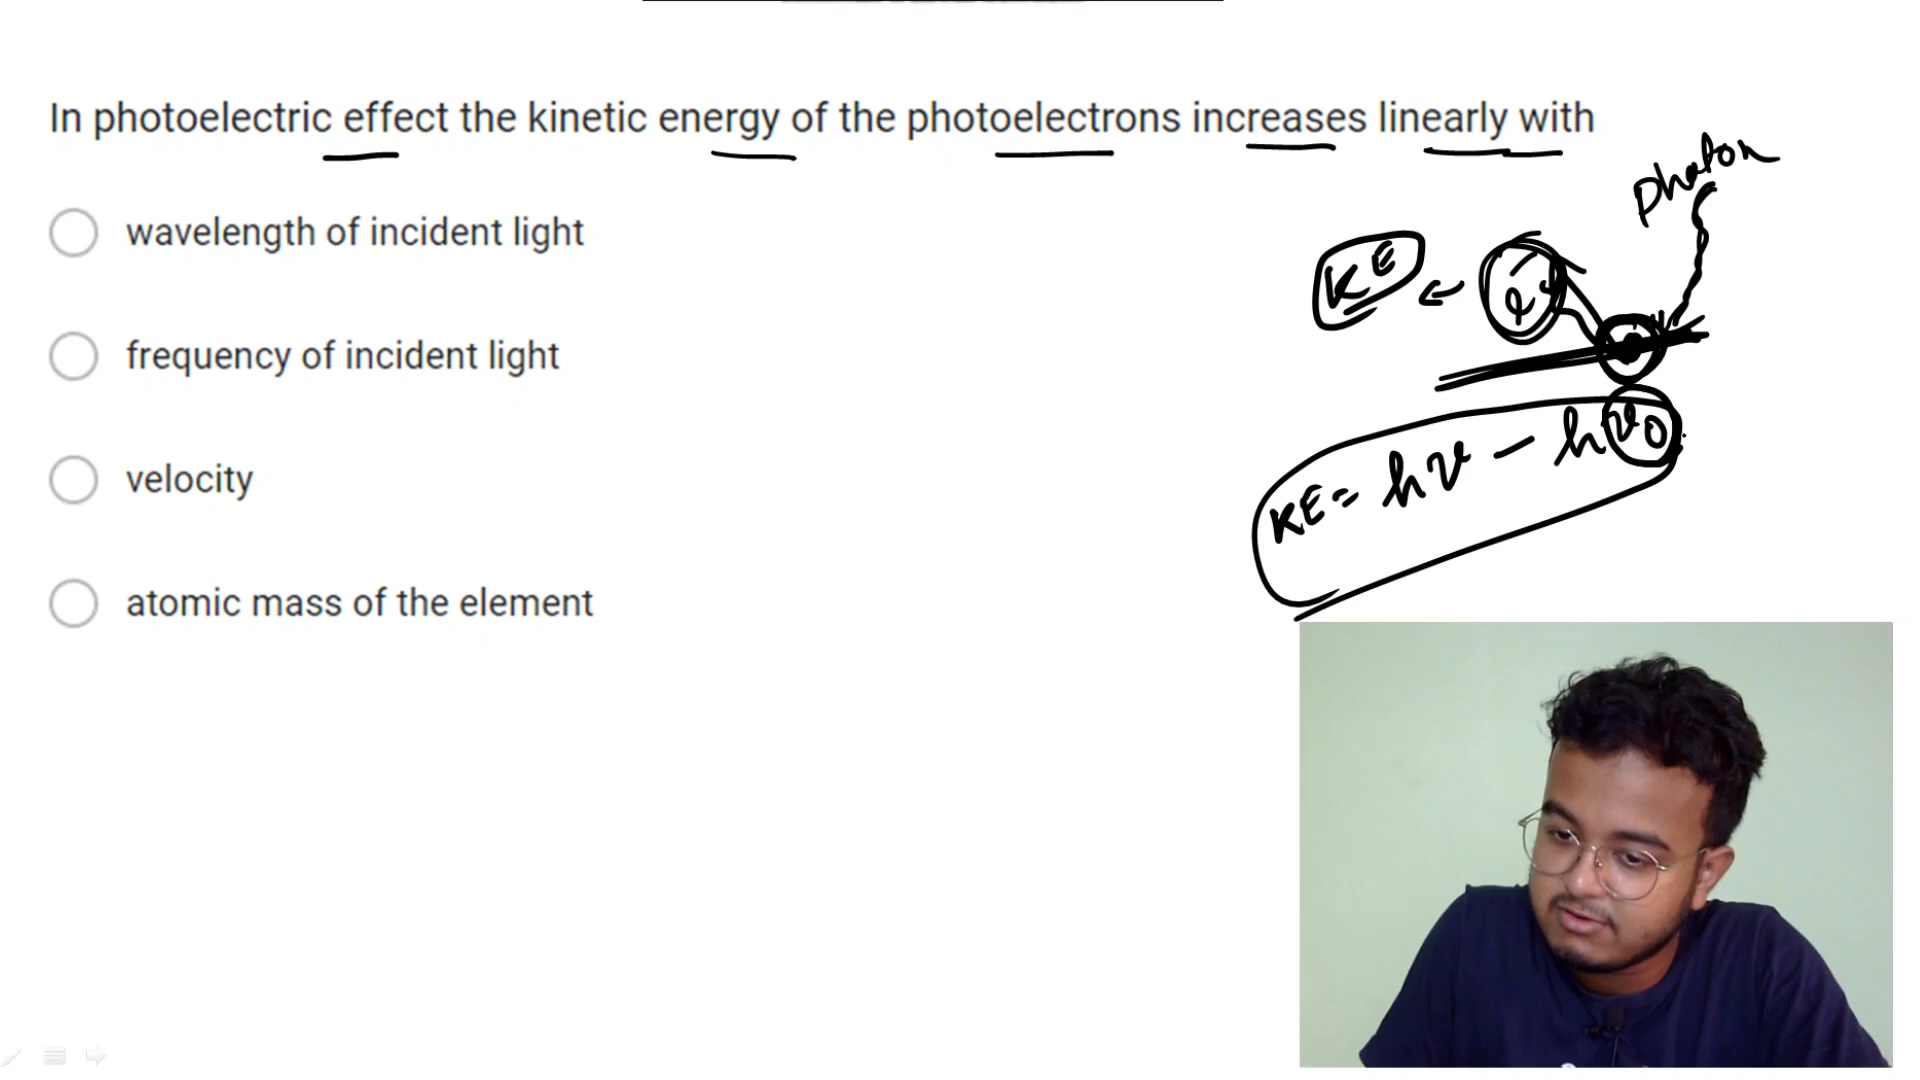 In photoelectric effect the kinetic energy of the photoelectrons increases linearly with
photon
wavelength of incident light
KE ← e
frequency of incident light
KE = hν - hν0
velocity
atomic mass of the element